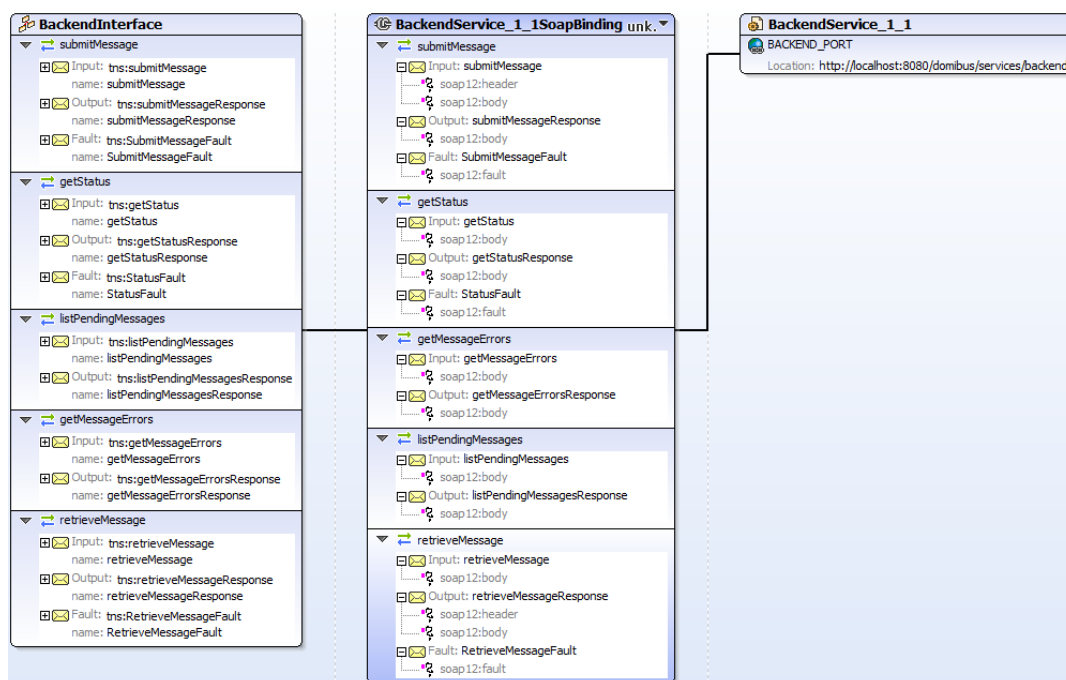 BackendInterface
submitMessage
Input: tns:submitMessage
name: submitMessage
Output: tns:submitMessageResponse
name: submitMessageResponse
Fault: tns:SubmitMessageFault
name: SubmitMessageFault
getStatus
Input: tns:getStatus
name: getStatus
Output: tns:getStatusResponse
name: getStatusResponse
Fault: tns:StatusFault
name: StatusFault
listPendingMessages
Input: tns:listPendingMessages
name: listPendingMessages
Output: tns:listPendingMessagesResponse
name: listPendingMessagesResponse
getMessageErrors
Input: tns:getMessageErrors
name: getMessageErrors
Output: tns:getMessageErrorsResponse
name: getMessageErrorsResponse
retrieveMessage
Input: tns:retrieveMessage
name: retrieveMessage
Output: tns:retrieveMessageResponse
name: retrieveMessageResponse
Fault: tns:RetrieveMessageFault
name: RetrieveMessageFault
BackendService_1_1SoapBinding unk.
submitMessage
Input: submitMessage
soap12:header
soap12:body
Output: submitMessageResponse
soap12:body
Fault: SubmitMessageFault
soap12:fault
getStatus
Input: getStatus
soap12:body
Output: getStatusResponse
soap12:body
Fault: StatusFault
soap12:fault
getMessageErrors
Input: getMessageErrors
soap12:body
Output: getMessageErrorsResponse
soap12:body
listPendingMessages
Input: listPendingMessages
soap12:body
Output: listPendingMessagesResponse
soap12:body
retrieveMessage
Input: retrieveMessage
soap12:body
Output: retrieveMessageResponse
soap12:header
soap12:body
Fault: RetrieveMessageFault
soap12:fault
BackendService_1_1
BACKEND_PORT
Location: http://localhost:8080/domibus/services/backend